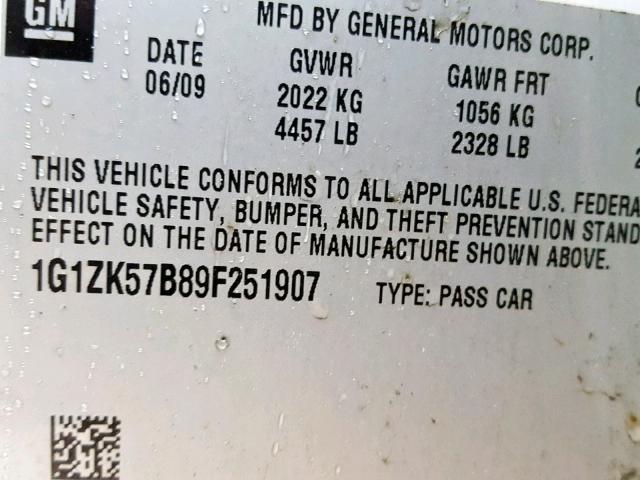 GM
MFD BY GENERAL MOTORS CORP.
DATE GVWR GAWR FRT
06/09 2022 KG 1056 KG
4457 LB 2328 LB
THIS VEHICLE CONFORMS TO ALL APPLICABLE U.S. FEDERA
VEHICLE SAFETY, BUMPER, AND THEFT PREVENTION STAND
EFFECT ON THE DATE OF MANUFACTURE SHOWN ABOVE.
1G1ZK57B89F251907 TYPE: PASS CAR